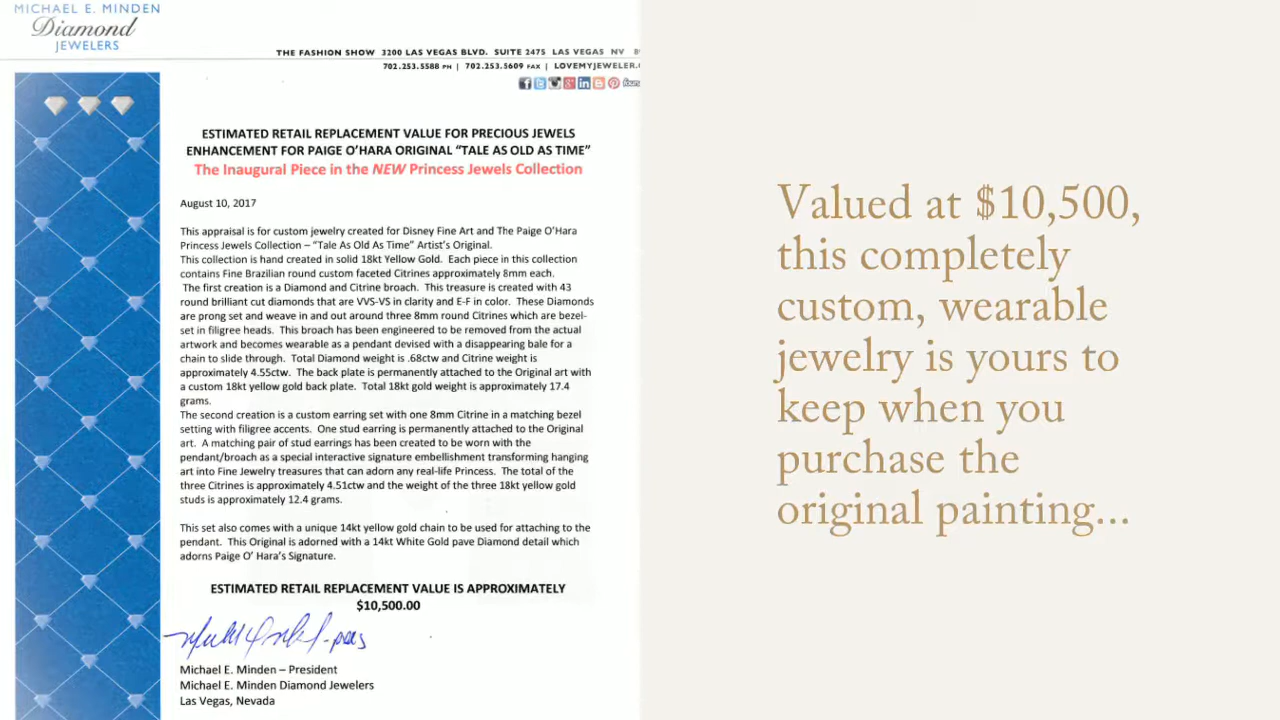 MICHAEL E. MINDEN
Diamond
JEWELERS
THE FASHION SHOW 3200 LAS VEGAS BLVD. SUITE 2475 LAS VEGAS NV
702.253.5588 PH | 702.253.5609 FAX | LOVEMYJEWELER.
ESTIMATED RETAIL REPLACEMENT VALUE FOR PRECIOUS JEWELS
ENHANCEMENT FOR PAIGE O’HARA ORIGINAL “TALE AS OLD AS TIME”
The Inaugural Piece in the NEW Princess Jewels Collection
August 10, 2017
This appraisal is for custom jewelry created for Disney Fine Art and The Paige O’Hara
Princess Jewels Collection – “Tale As Old As Time” Artist’s Original.
This collection is hand created in solid 18kt Yellow Gold. Each piece in this collection
contains Fine Brazilian round custom faceted Citrines approximately 8mm each.
The first creation is a Diamond and Citrine broach. This treasure is created with 43
round brilliant cut diamonds that are VVS-VS in clarity and E-F in color. These Diamonds
are prong set and weave in and out around three 8mm round Citrines which are bezel-
set in filigree heads. This broach has been engineered to be removed from the actual
artwork and becomes wearable as a pendant devised with a disappearing bale for a
chain to slide through. Total Diamond weight is .68ctw and Citrine weight is
approximately 4.55ctw. The back plate is permanently attached to the Original art with
a custom 18kt yellow gold back plate. Total 18kt gold weight is approximately 17.4
grams.
The second creation is a custom earring set with one 8mm Citrine in a matching bezel
setting with filigree accents. One stud earring is permanently attached to the Original
art. A matching pair of stud earrings has been created to be worn with the
pendant/broach as a special interactive signature embellishment transforming hanging
art into Fine Jewelry treasures that can adorn any real-life Princess. The total of the
three Citrines is approximately 4.51ctw and the weight of the three 18kt yellow gold
studs is approximately 12.4 grams.
This set also comes with a unique 14kt yellow gold chain to be used for attaching to the
pendant. This Original is adorned with a 14kt White Gold pave Diamond detail which
adorns Paige O’ Hara’s Signature.
ESTIMATED RETAIL REPLACEMENT VALUE IS APPROXIMATELY
$10,500.00
Michael E. Minden – President
Michael E. Minden Diamond Jewelers
Las Vegas, Nevada
Valued at $10,500,
this completely
custom, wearable
jewelry is yours to
keep when you
purchase the
original painting...